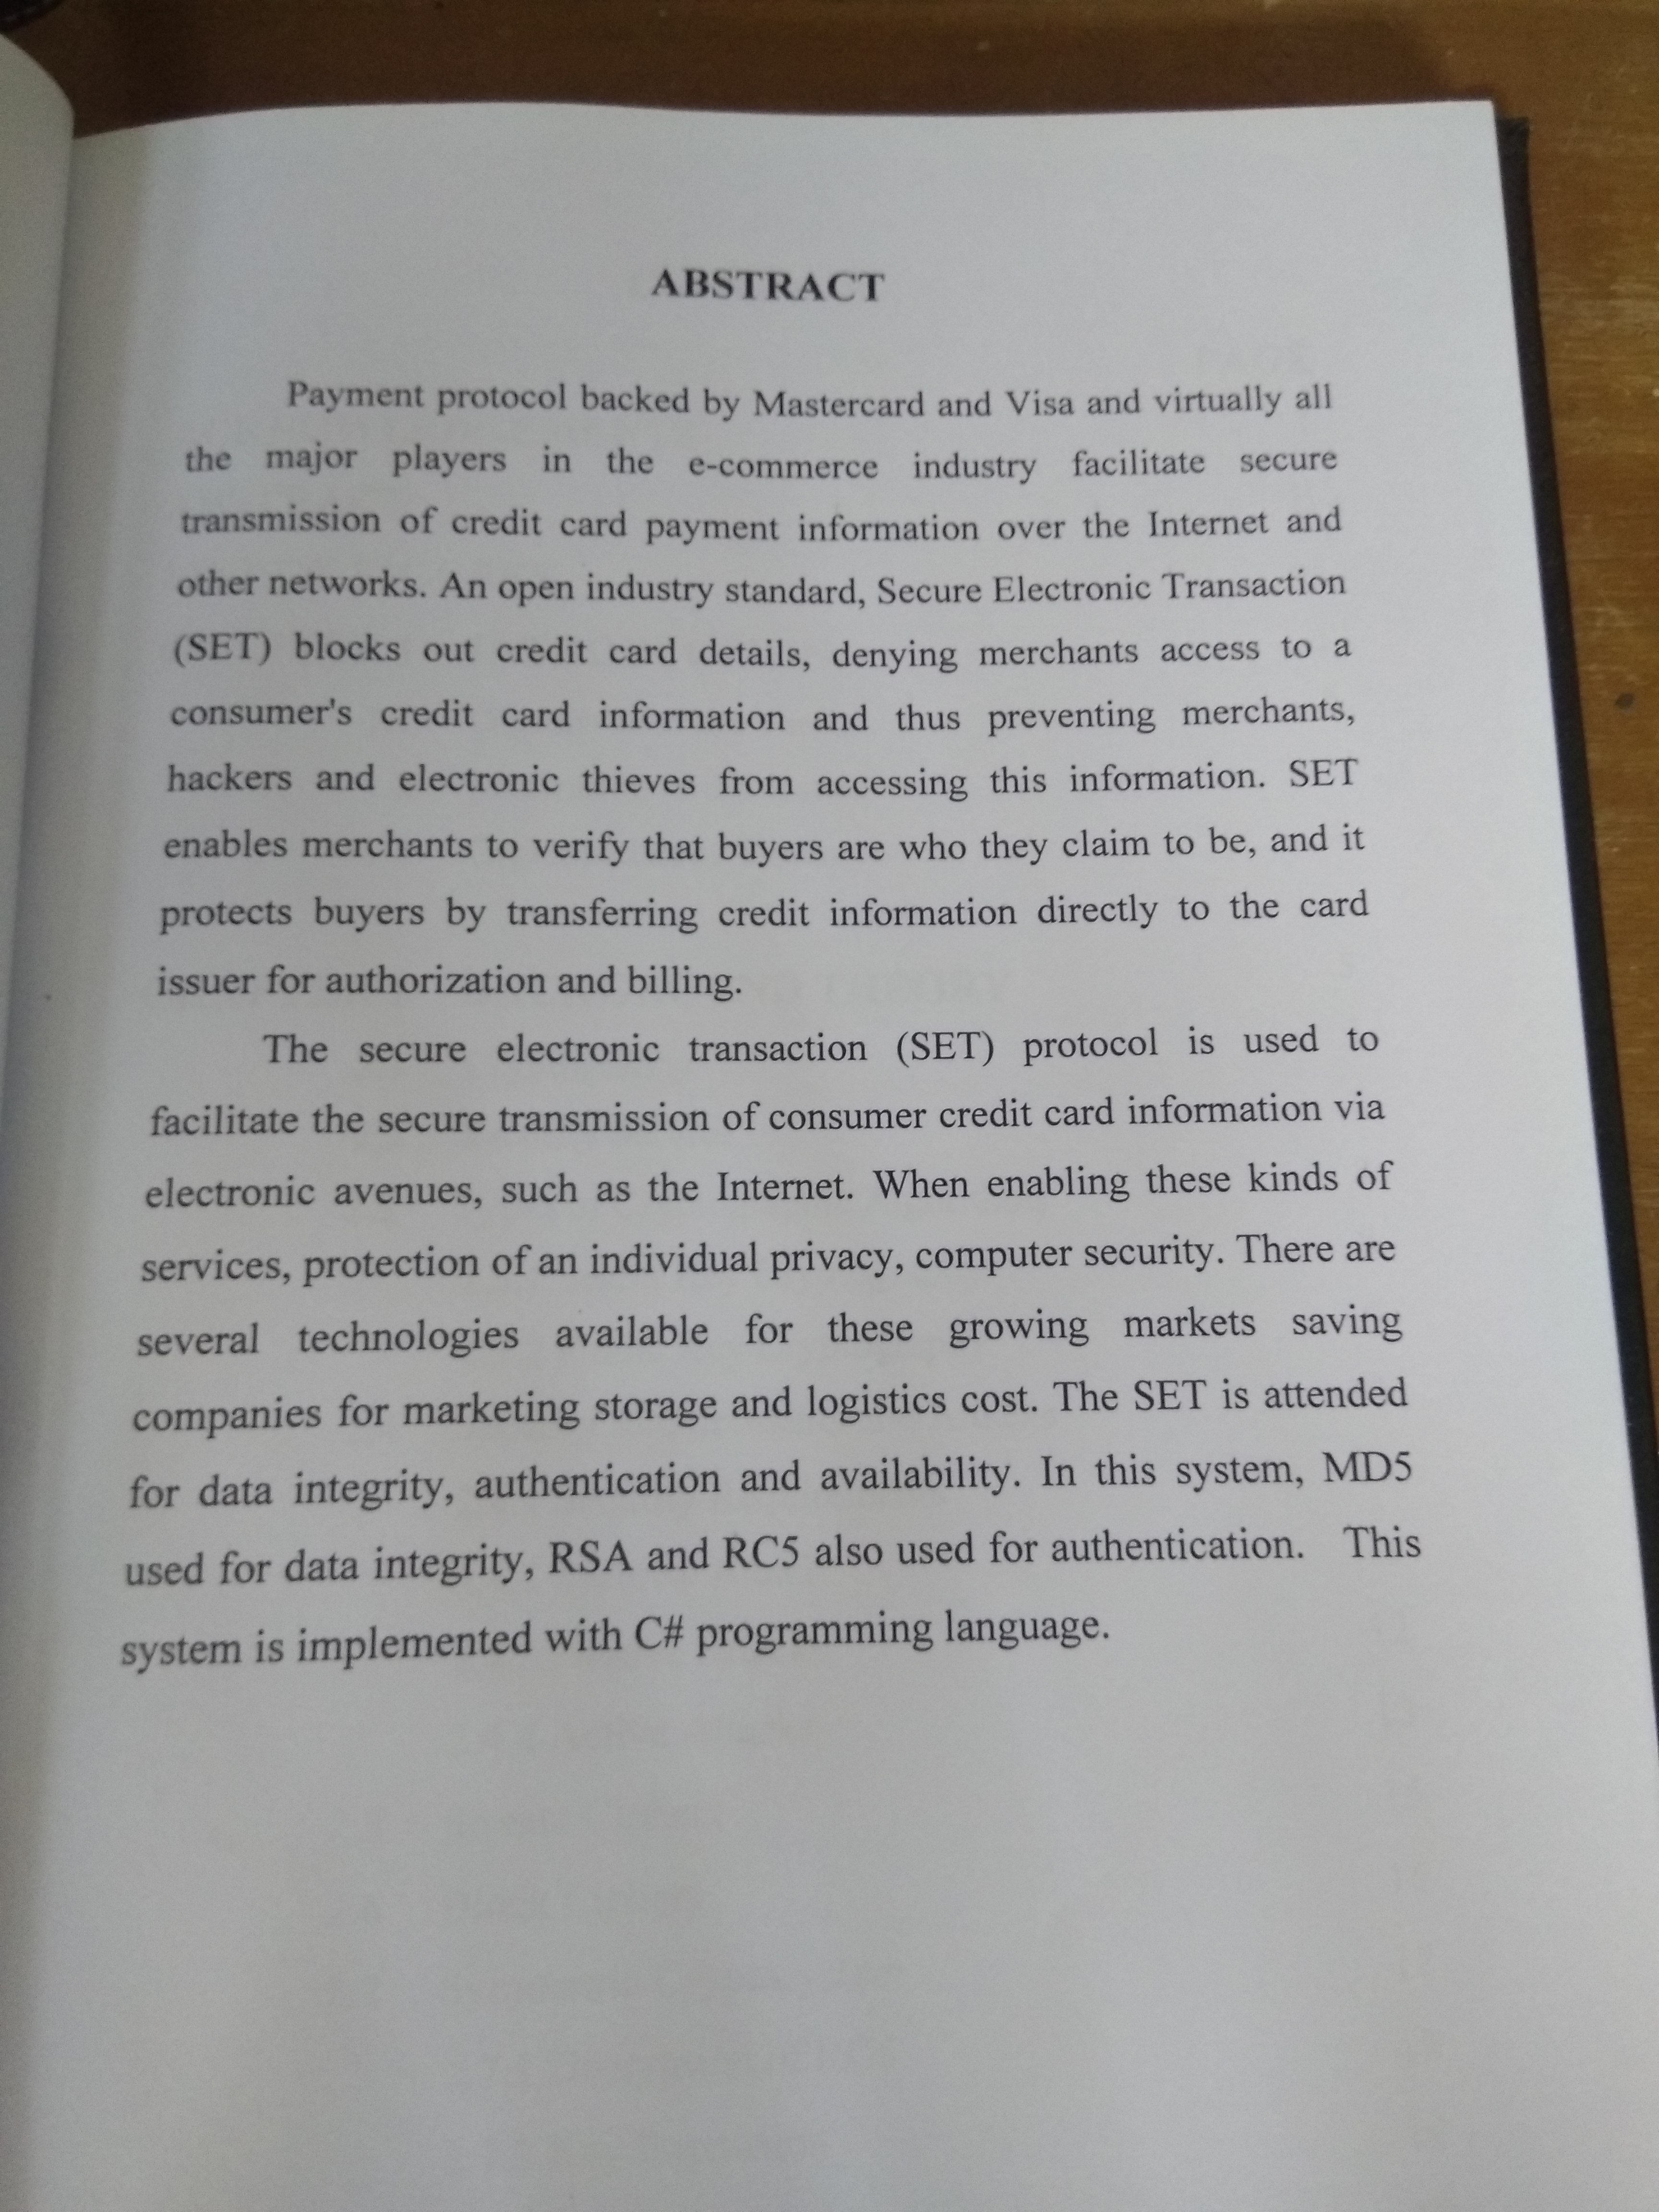 ABSTRACT
Payment protocol backed by Mastercard and Visa and virtually all
the major players in the e-commerce industry facilitate secure
transmission of credit card payment information over the Internet and
other networks. An open industry standard, Secure Electronic Transaction
(SET) blocks out credit card details, denying merchants access to a
consumer's credit card information and thus preventing merchants,
hackers and electronic thieves from accessing this information. SET
enables merchants to verify that buyers are who they claim to be, and it
protects buyers by transferring credit information directly to the card
issuer for authorization and billing.
The secure electronic transaction (SET) protocol is used to
facilitate the secure transmission of consumer credit card information via
electronic avenues, such as the Internet. When enabling these kinds of
services, protection of an individual privacy, computer security. There are
several technologies available for these growing markets saving
companies for marketing storage and logistics cost. The SET is attended
for data integrity, authentication and availability. In this system, MD5
used for data integrity, RSA and RC5 also used for authentication. This
system is implemented with C# programming language.